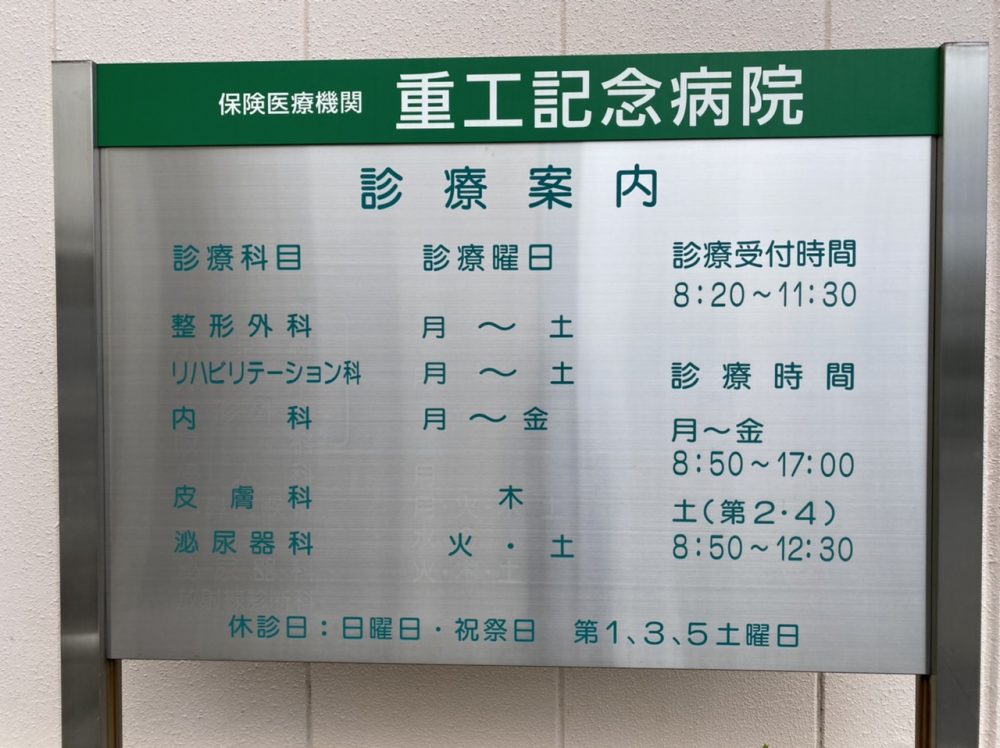 保険医療機関 重工記念病院
診療案内
診療科目 診療曜日 診療受付時間
8:20～11:30
整形外科 月～土
リハビリテーション科 月～土
診療時間
内科 月～金
月～金
8:50～17:00
皮膚科 木
土(第2・4)
泌尿器科 火・土
8:50～12:30
休診日:日曜日・祝祭日 第1、3、5土曜日